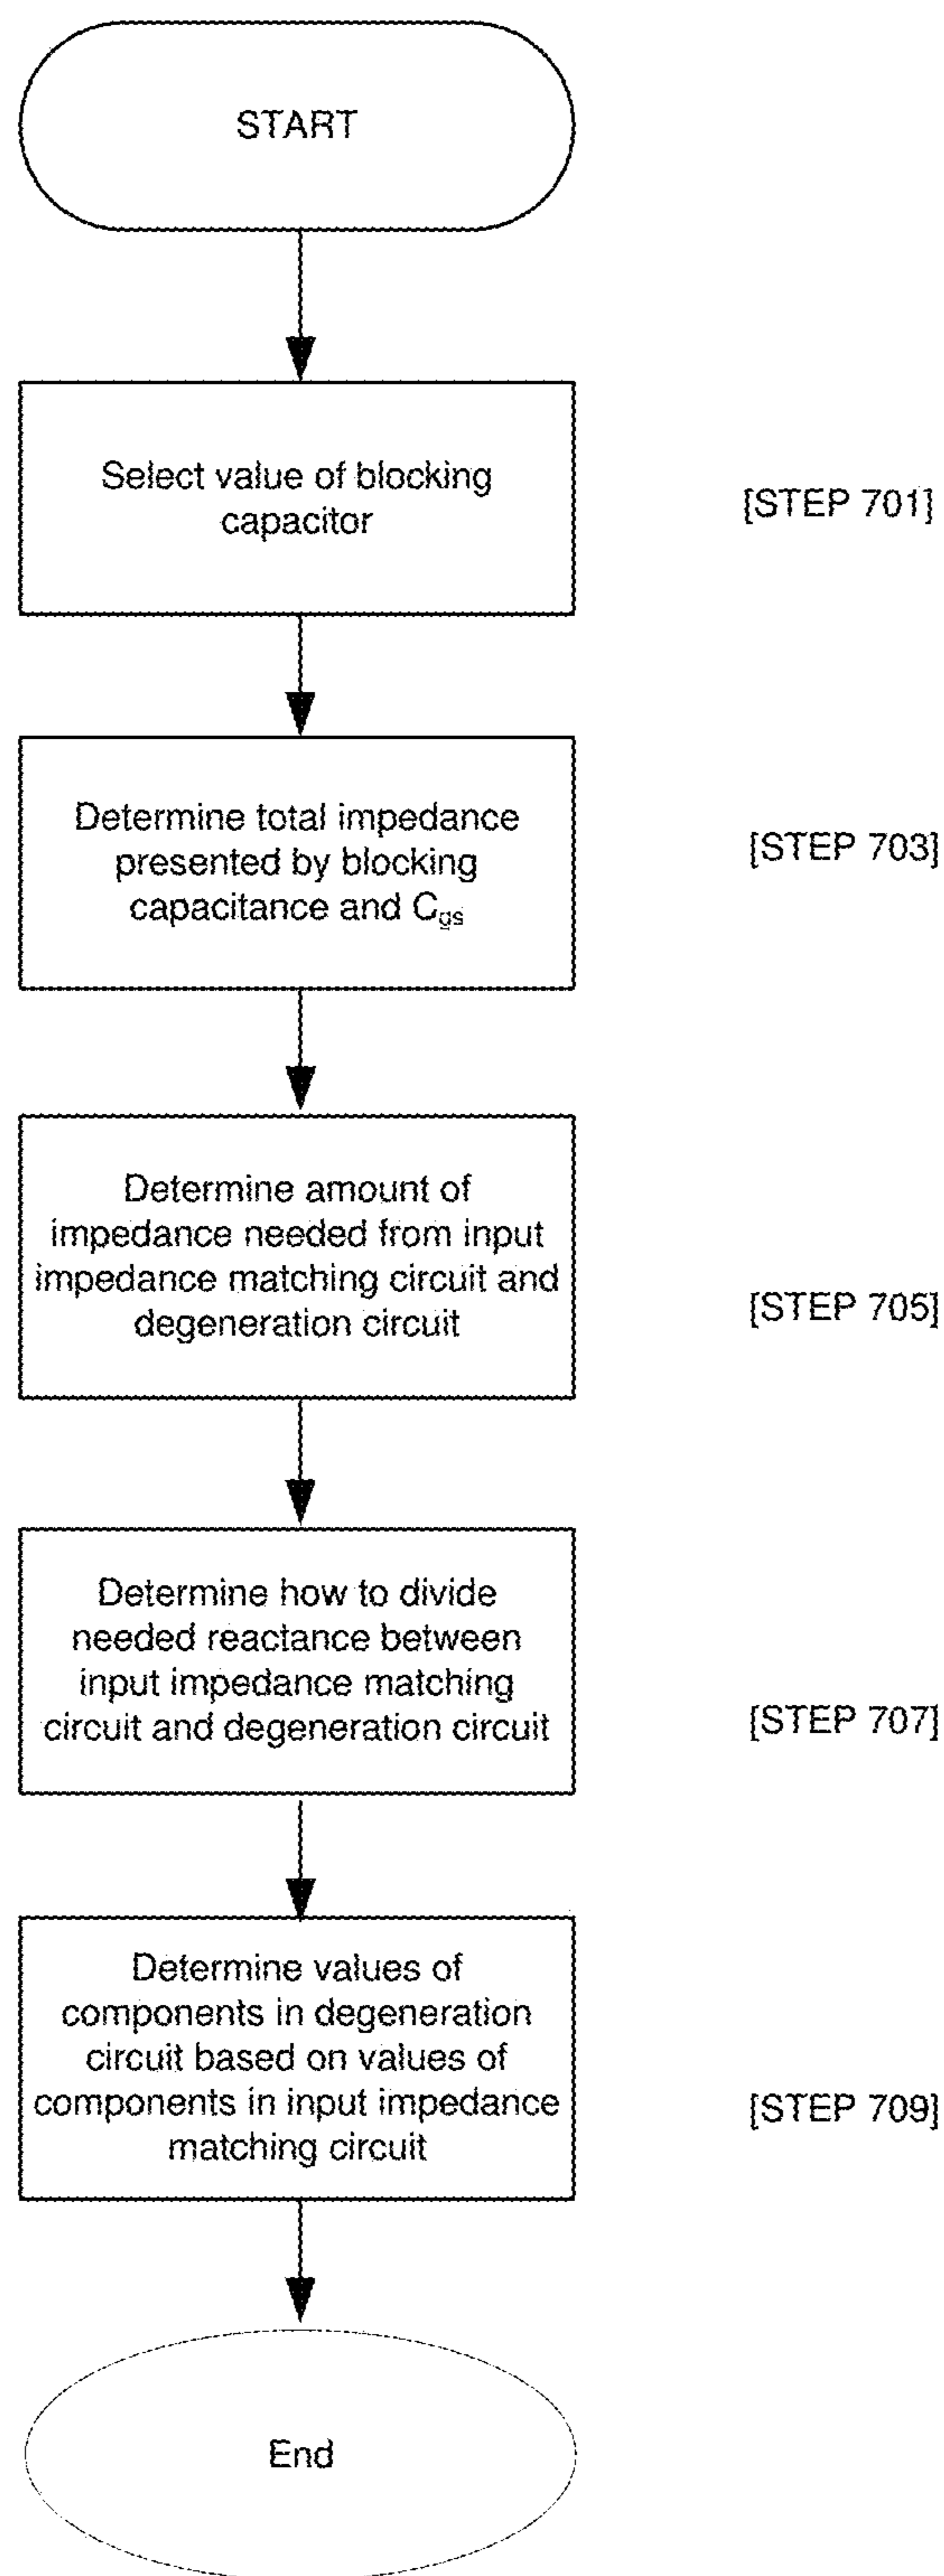 START
Select value of blocking
capacitor
[STEP 701]
Determine total impedance
presented by blocking
capacitance and Cgs
[STEP 703]
Determine amount of
impedance needed from input
impedance matching circuit and
degeneration circuit
[STEP 705]
Determine how to divide
needed reactance between
input impedance matching
circuit and degeneration circuit
[STEP 707]
Determine values of
components in degeneration
circuit based on values of
components in input impedance
matching circuit
[STEP 709]
End